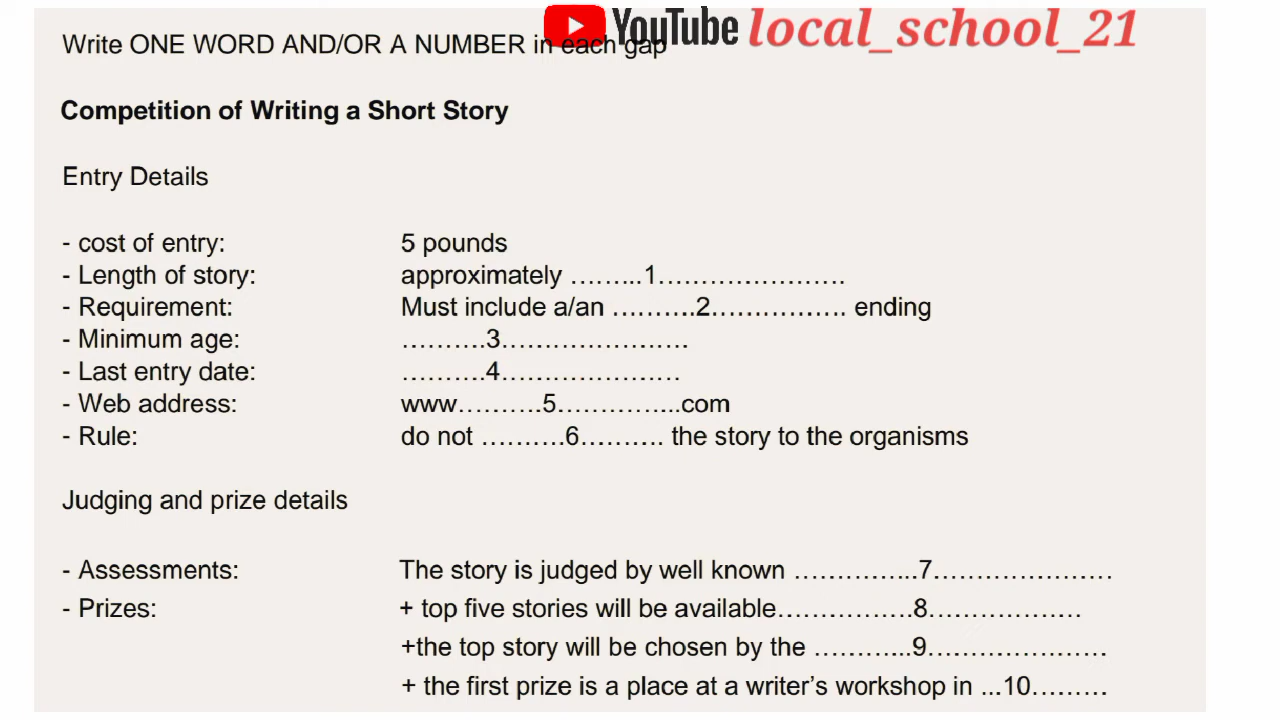 YouTube local_school_21
Write ONE WORD AND/OR A NUMBER in each gap
Competition of Writing a Short Story
Entry Details
- cost of entry: 5 pounds
- Length of story: approximately ……...1………………….
- Requirement: Must include a/an ……….2……………. ending
- Minimum age: ……….3………………….
- Last entry date: ……….4…………………
- Web address: www……….5…………...com
- Rule: do not ……….6………. the story to the organisms
Judging and prize details
- Assessments: The story is judged by well known …………...7…………………
- Prizes: + top five stories will be available…………….8………………
+the top story will be chosen by the ………...9…………………
+ the first prize is a place at a writer’s workshop in ...10………